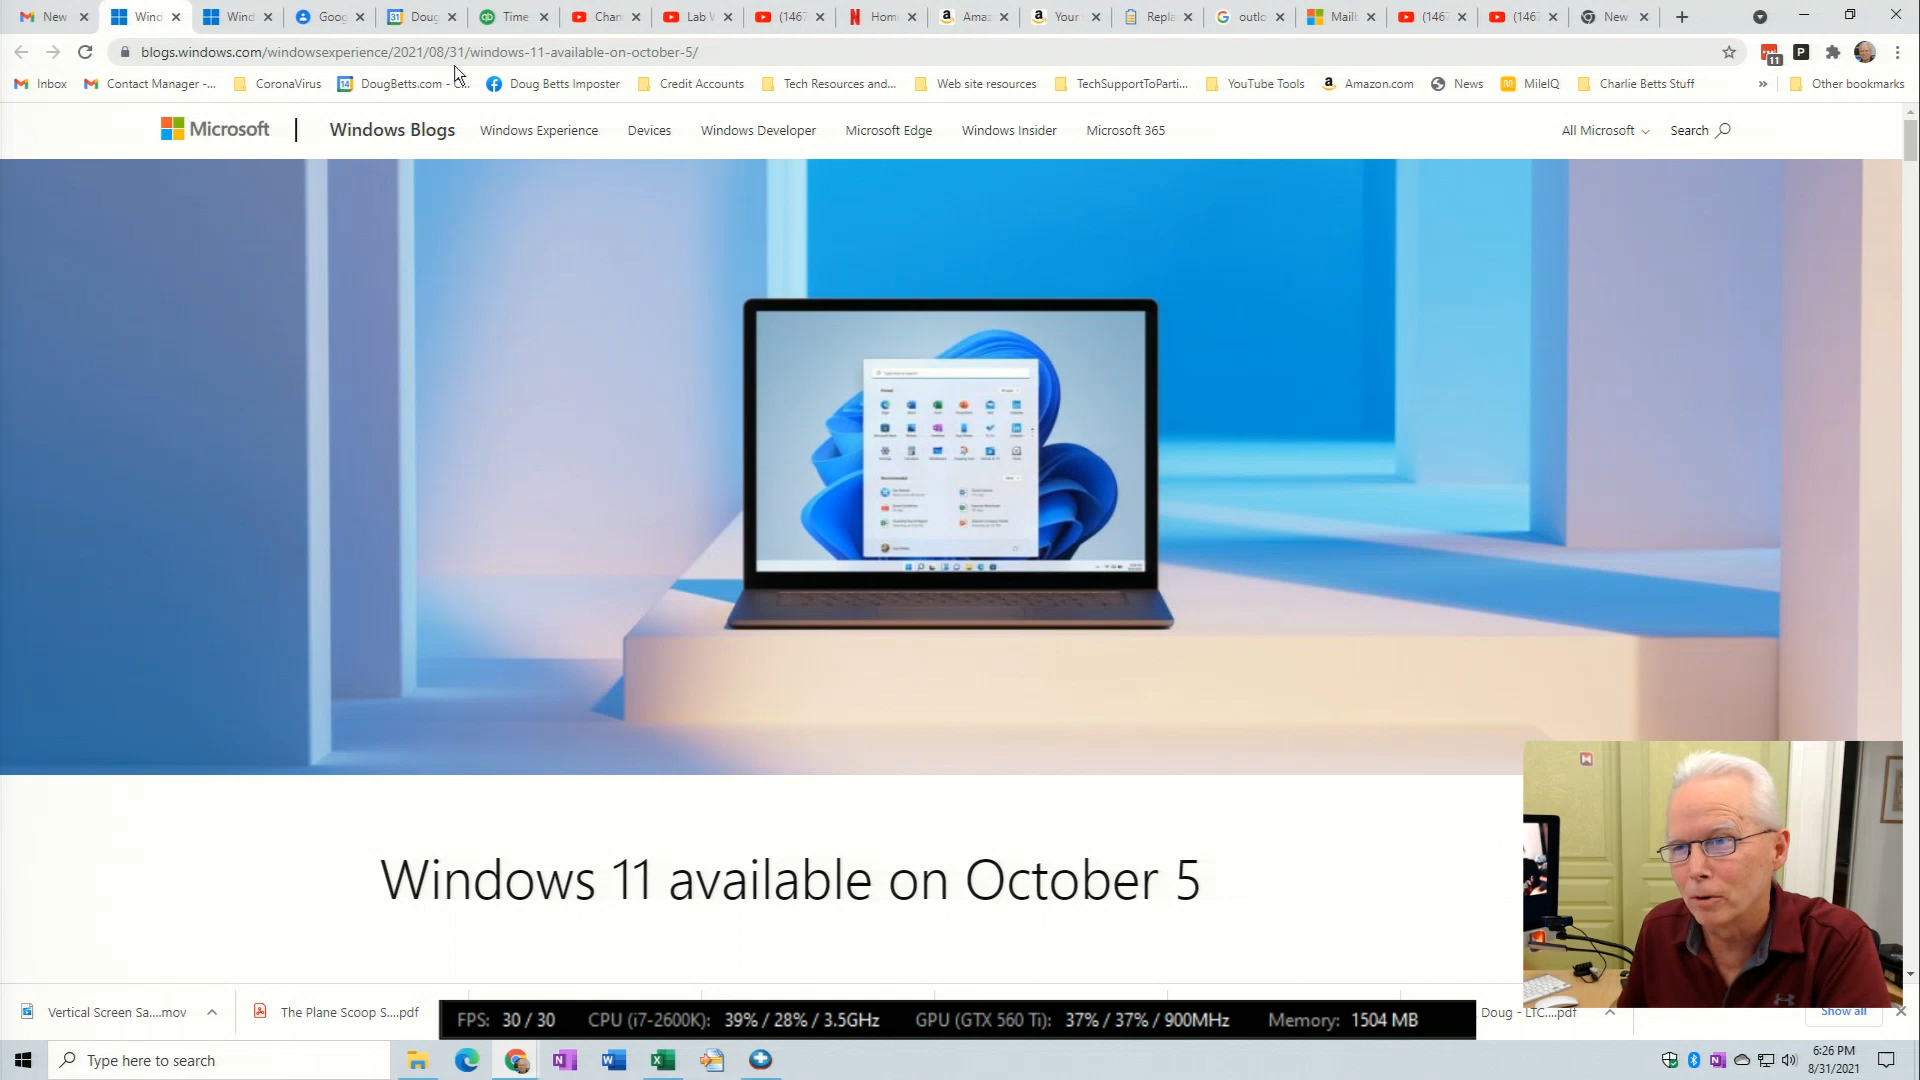 New
Wind
Wind
Goog
Doug
Time
Chan
Lab V
(1467
Hom
Amaz
Your
Repla
outlo
Mailb
(1467
(1467
New
blogs.windows.com/windowsexperience/2021/08/31/windows-11-available-on-october-5/
11
P
Inbox
Contact Manager -...
CoronaVirus
DougBetts.com - C...
Doug Betts Imposter
Credit Accounts
Tech Resources and...
Web site resources
TechSupportToParti...
YouTube Tools
Amazon.com
News
MileIQ
Charlie Betts Stuff
Other bookmarks
Microsoft
Windows Blogs
Windows Experience
Devices
Windows Developer
Microsoft Edge
Windows Insider
Microsoft 365
All Microsoft
Search
Windows 11 available on October 5
Vertical Screen Sa....mov
The Plane Scoop S....pdf
FPS: 30 / 30 CPU (i7-2600K): 39% / 28% / 3.5GHz GPU (GTX 560 Ti): 37% / 37% / 900MHz Memory: 1504 MB
Doug - LTC....pdf
Show all
Type here to search
6:26 PM
8/31/2021